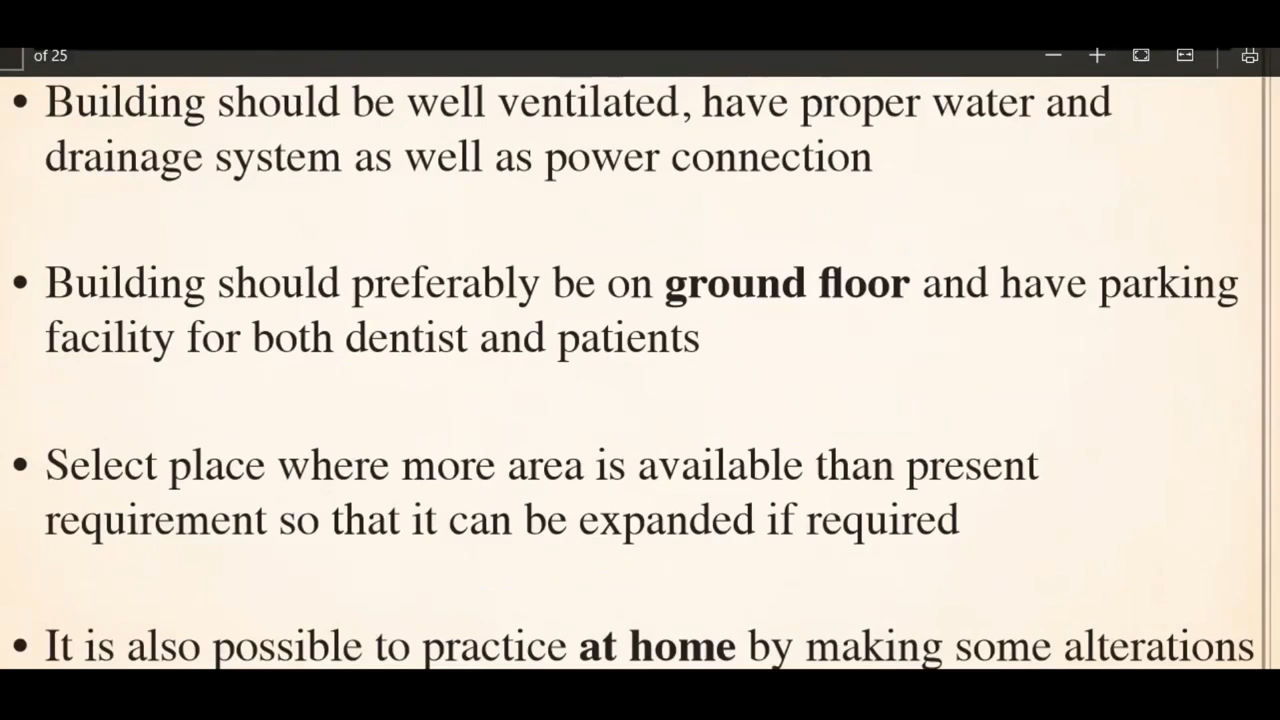 of 25
• Building should be well ventilated, have proper water and
drainage system as well as power connection
• Building should preferably be on ground floor and have parking
facility for both dentist and patients
• Select place where more area is available than present
requirement so that it can be expanded if required
• It is also possible to practice at home by making some alterations